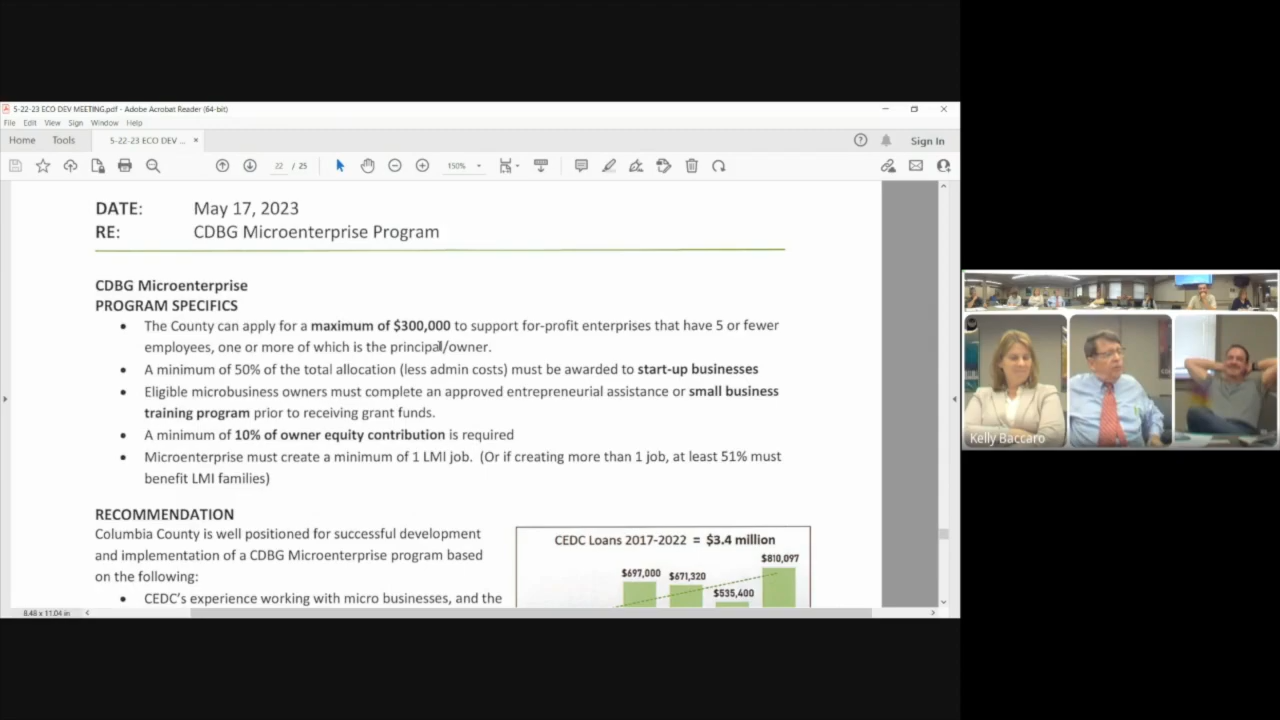 5-22-23 ECO DEV MEETING.pdf - Adobe Acrobat Reader (64-bit)
File Edit View Sign Window Help
Home Tools 5-22-23 ECO DEV ... × Sign In
22 / 25 150%
DATE: May 17, 2023
RE: CDBG Microenterprise Program
CDBG Microenterprise
PROGRAM SPECIFICS
• The County can apply for a maximum of $300,000 to support for-profit enterprises that have 5 or fewer
employees, one or more of which is the principal/owner.
• A minimum of 50% of the total allocation (less admin costs) must be awarded to start-up businesses
• Eligible microbusiness owners must complete an approved entrepreneurial assistance or small business
training program prior to receiving grant funds.
• A minimum of 10% of owner equity contribution is required
• Microenterprise must create a minimum of 1 LMI job. (Or if creating more than 1 job, at least 51% must
benefit LMI families)
RECOMMENDATION
Columbia County is well positioned for successful development
and implementation of a CDBG Microenterprise program based
on the following:
• CEDC's experience working with micro businesses, and the
CEDC Loans 2017-2022 = $3.4 million
$810,097
$697,000 $671,320
$535,400
8.48 x 11.04 in
Kelly Baccaro